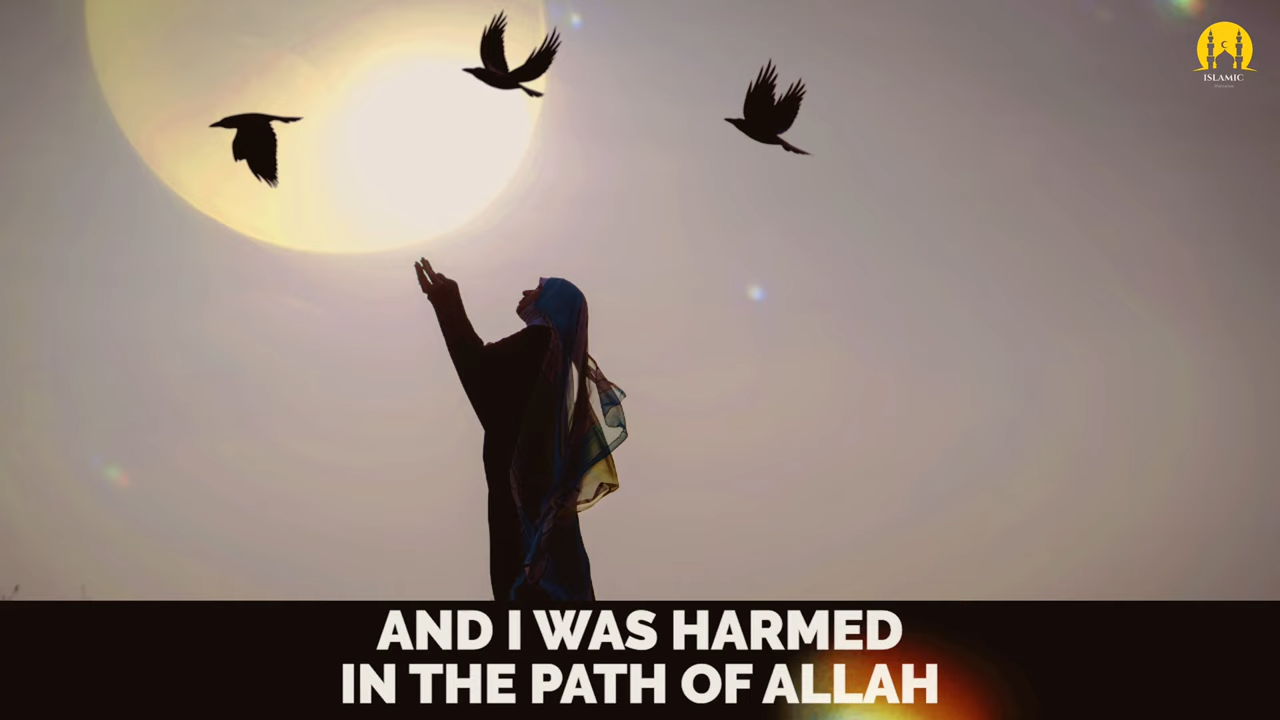 ISLAMIC
AND I WAS HARMED
IN THE PATH OF ALLAH